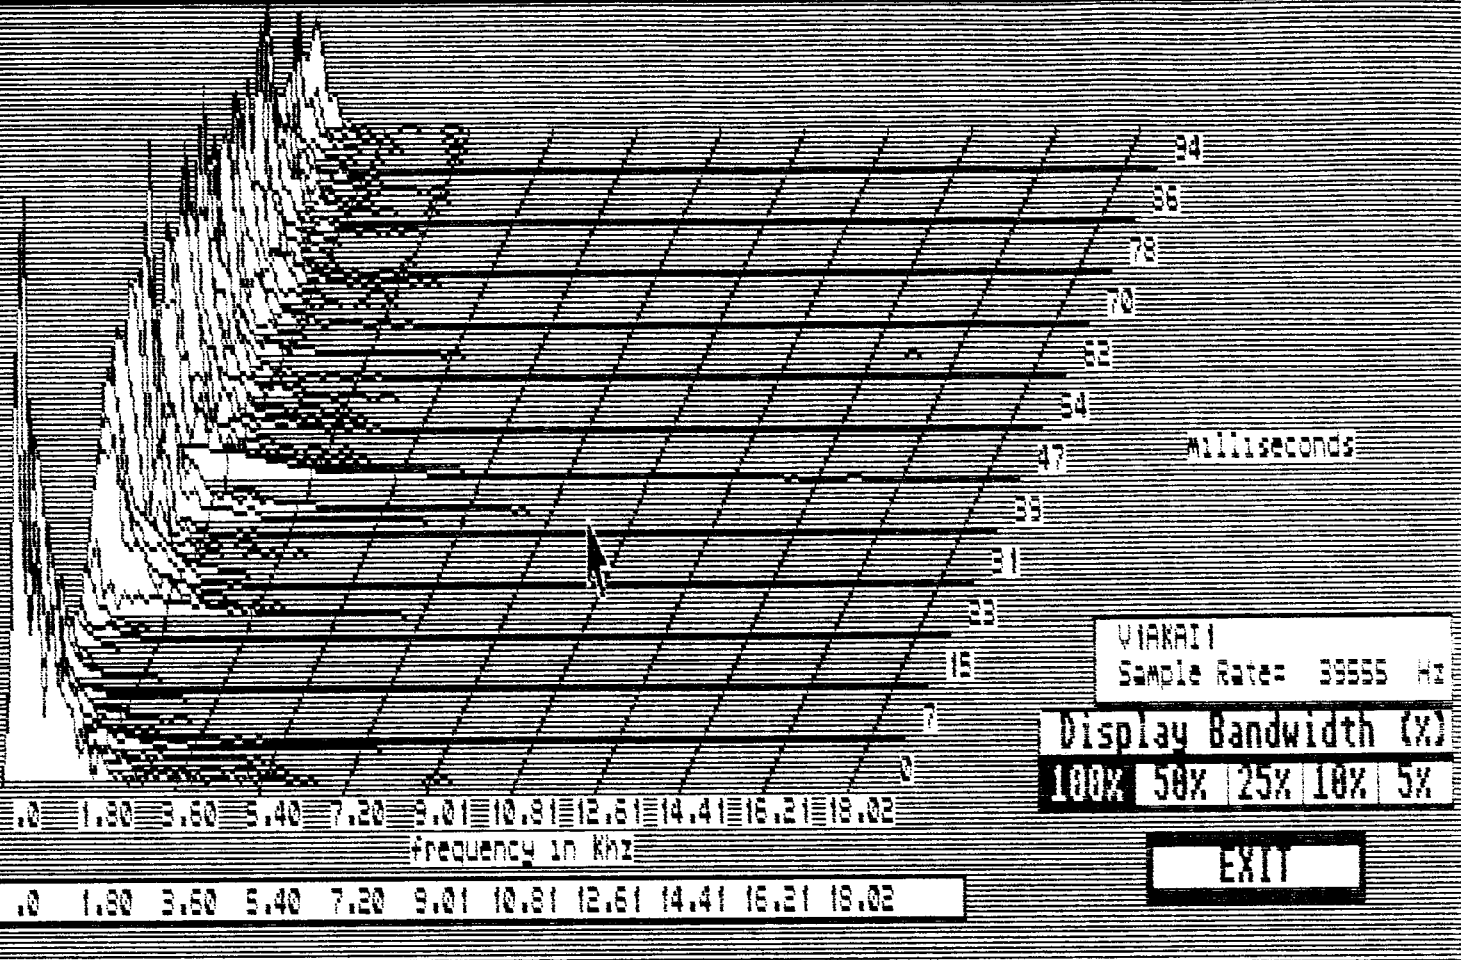 94
86
78
70
63
54
47
Milliseconds
39
31
23
15
7
0
V1AKAI1
Sample Rate= 39555 Hz
Display Bandwidth (%)
100% 50% 25% 10% 5%
.0 1.80 3.60 5.40 7.20 9.01 10.81 12.61 14.41 16.21 18.02
frequency in Khz
EXIT
.0 1.80 3.60 5.40 7.20 9.01 10.81 12.61 14.41 16.21 18.02